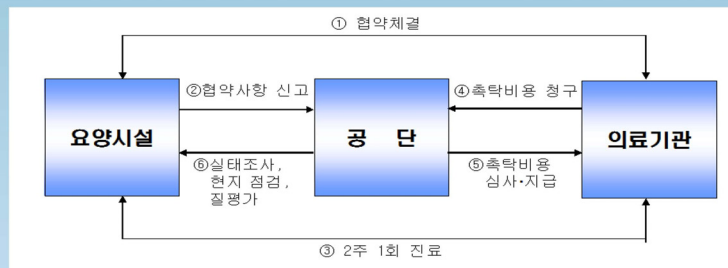 ① 협약체결
②협약사항 신고
④촉탁비용 청구
요양시설
공 단
의료기관
⑥실태조사,
현지 점검,
질평가
⑤촉탁비용
심사·지급
③ 2주 1회 진료